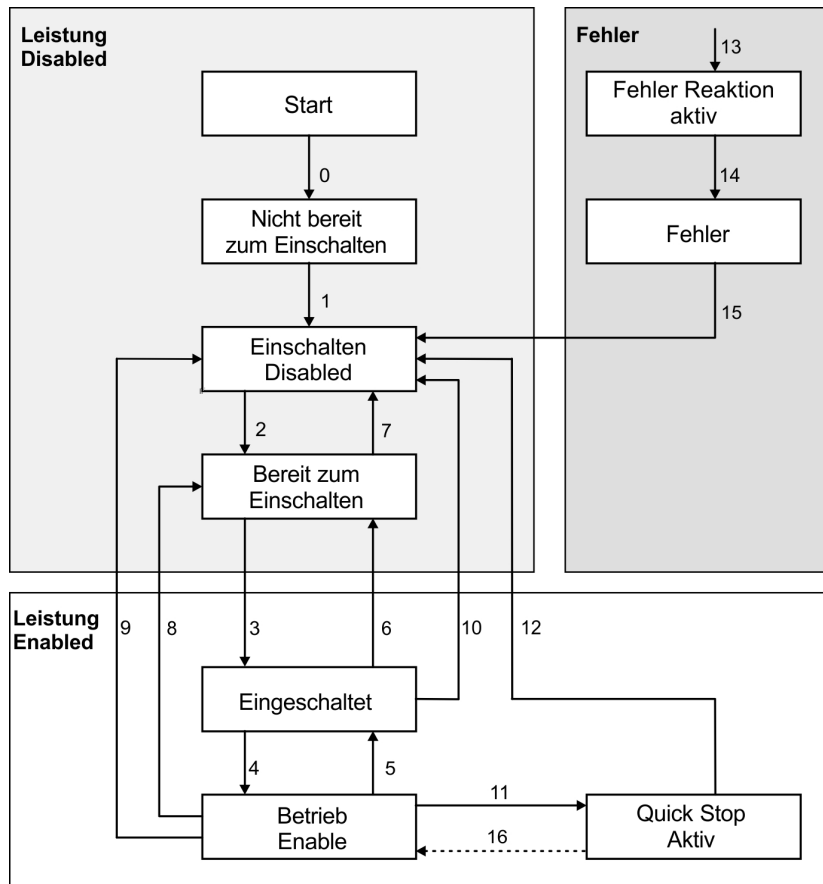 Leistung
Disabled
Start
0
Nicht bereit
zum Einschalten
1
Einschalten
Disabled
2
7
Bereit zum
Einschalten
Fehler
13
Fehler Reaktion
aktiv
14
Fehler
15
Leistung
Enabled
9
8
3
6
10
12
Eingeschaltet
4
5
Betrieb
Enable
11
16
Quick Stop
Aktiv